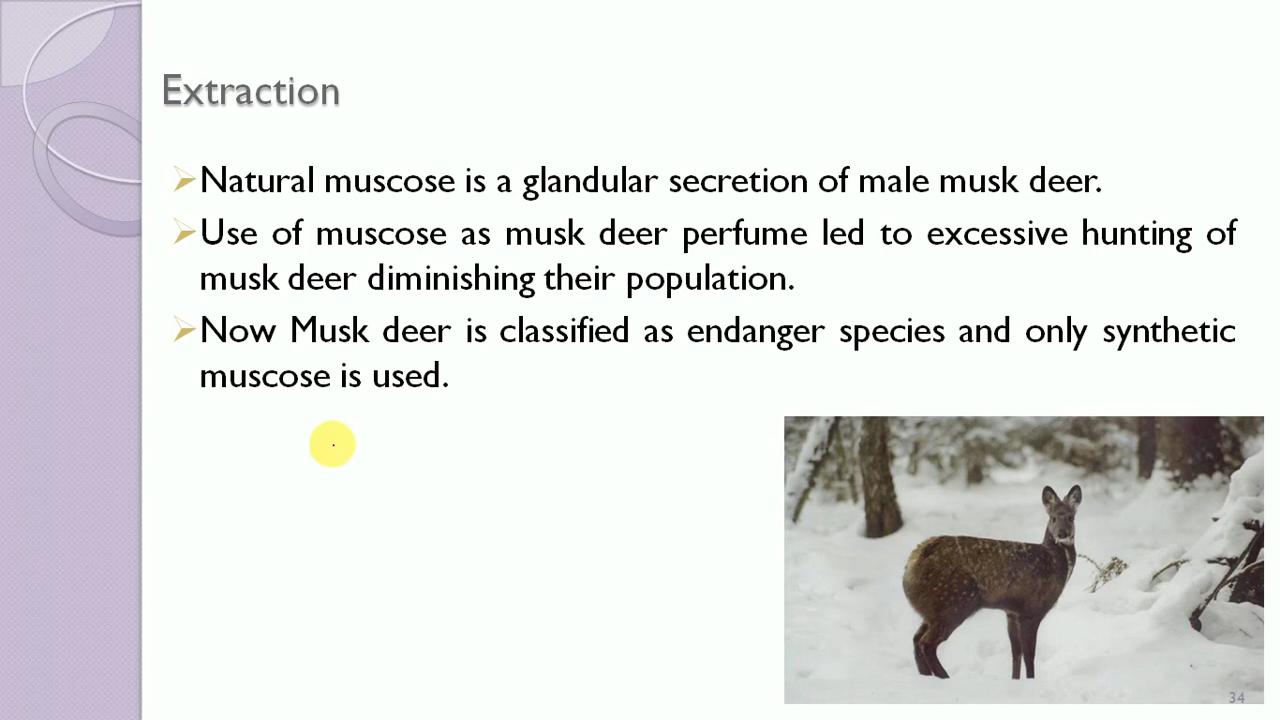 Extraction
Natural muscose is a glandular secretion of male musk deer.
Use of muscose as musk deer perfume led to excessive hunting of
musk deer diminishing their population.
Now Musk deer is classified as endanger species and only synthetic
muscose is used.
34